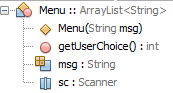 Menu :: ArrayList<String>
Menu(String msg)
getUserChoice() : int
msg : String
sc : Scanner